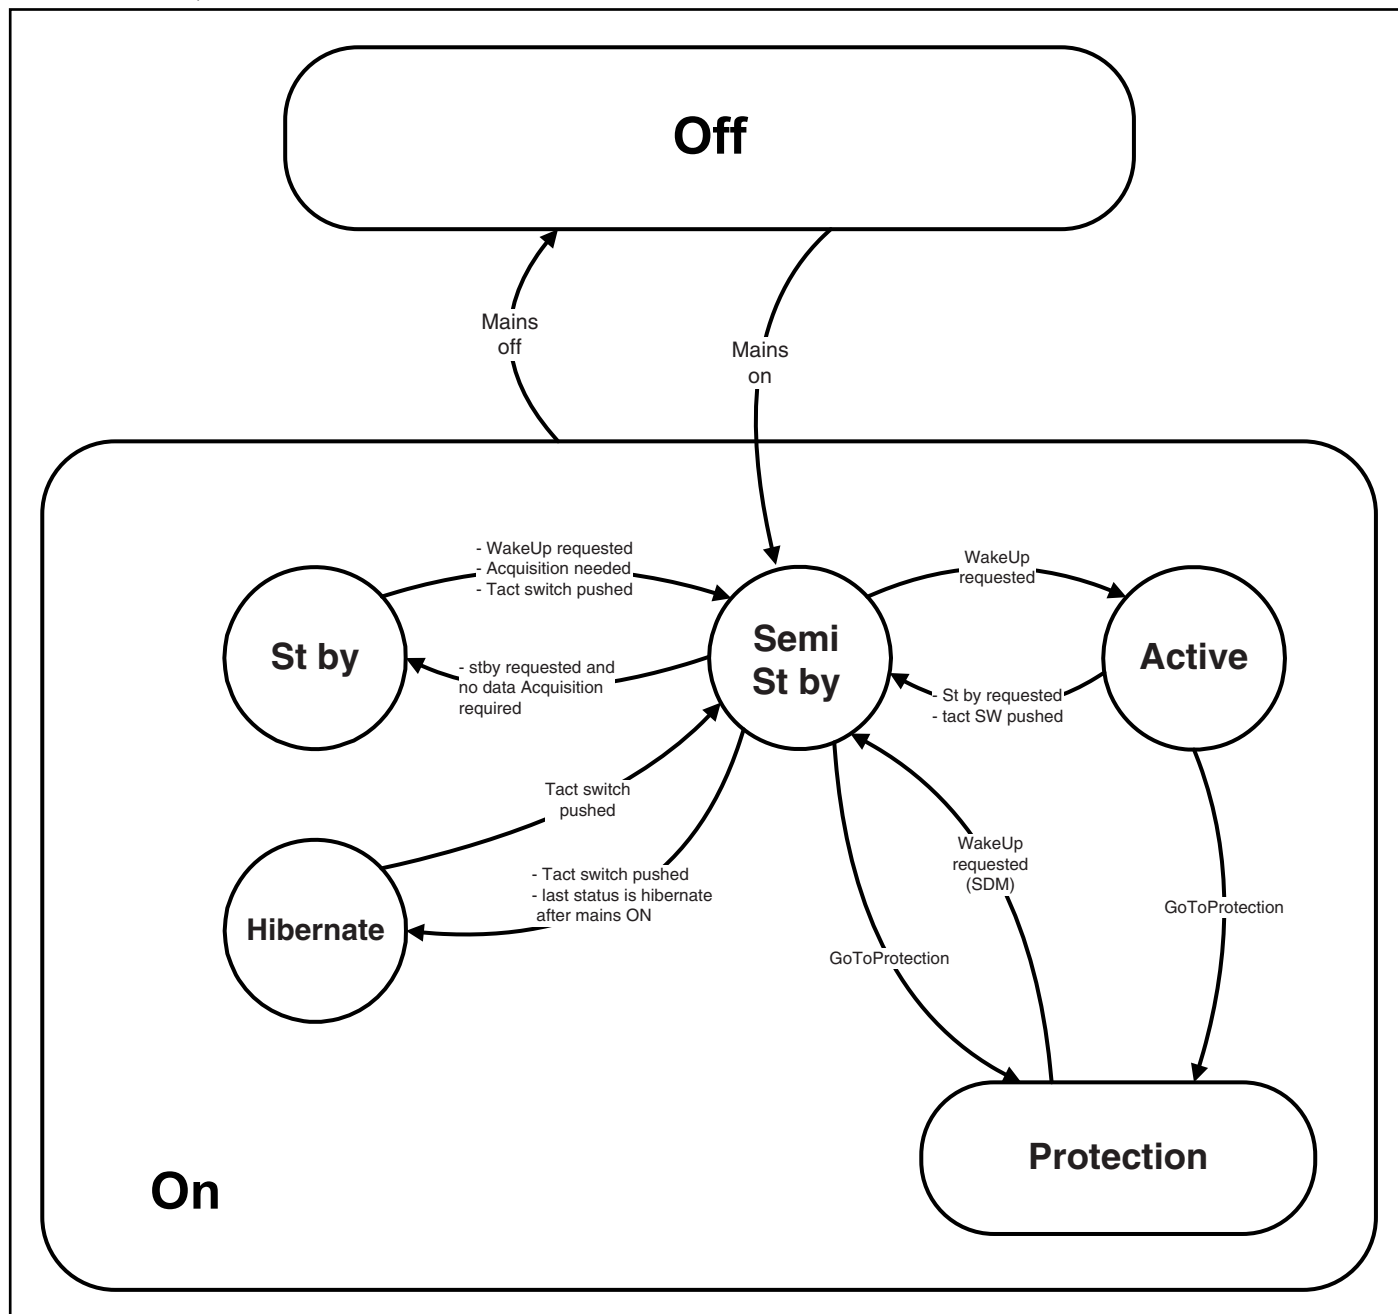 Off
Mains
off
Mains
on
- WakeUp requested
- Acquisition needed
- Tact switch pushed
WakeUp
requested
St by
Semi
St by
Active
- stby requested and
no data Acquisition
required
- St by requested
- tact SW pushed
Tact switch
pushed
WakeUp
requested
(SDM)
- Tact switch pushed
- last status is hibernate
after mains ON
Hibernate
GoToProtection
GoToProtection
Protection
On